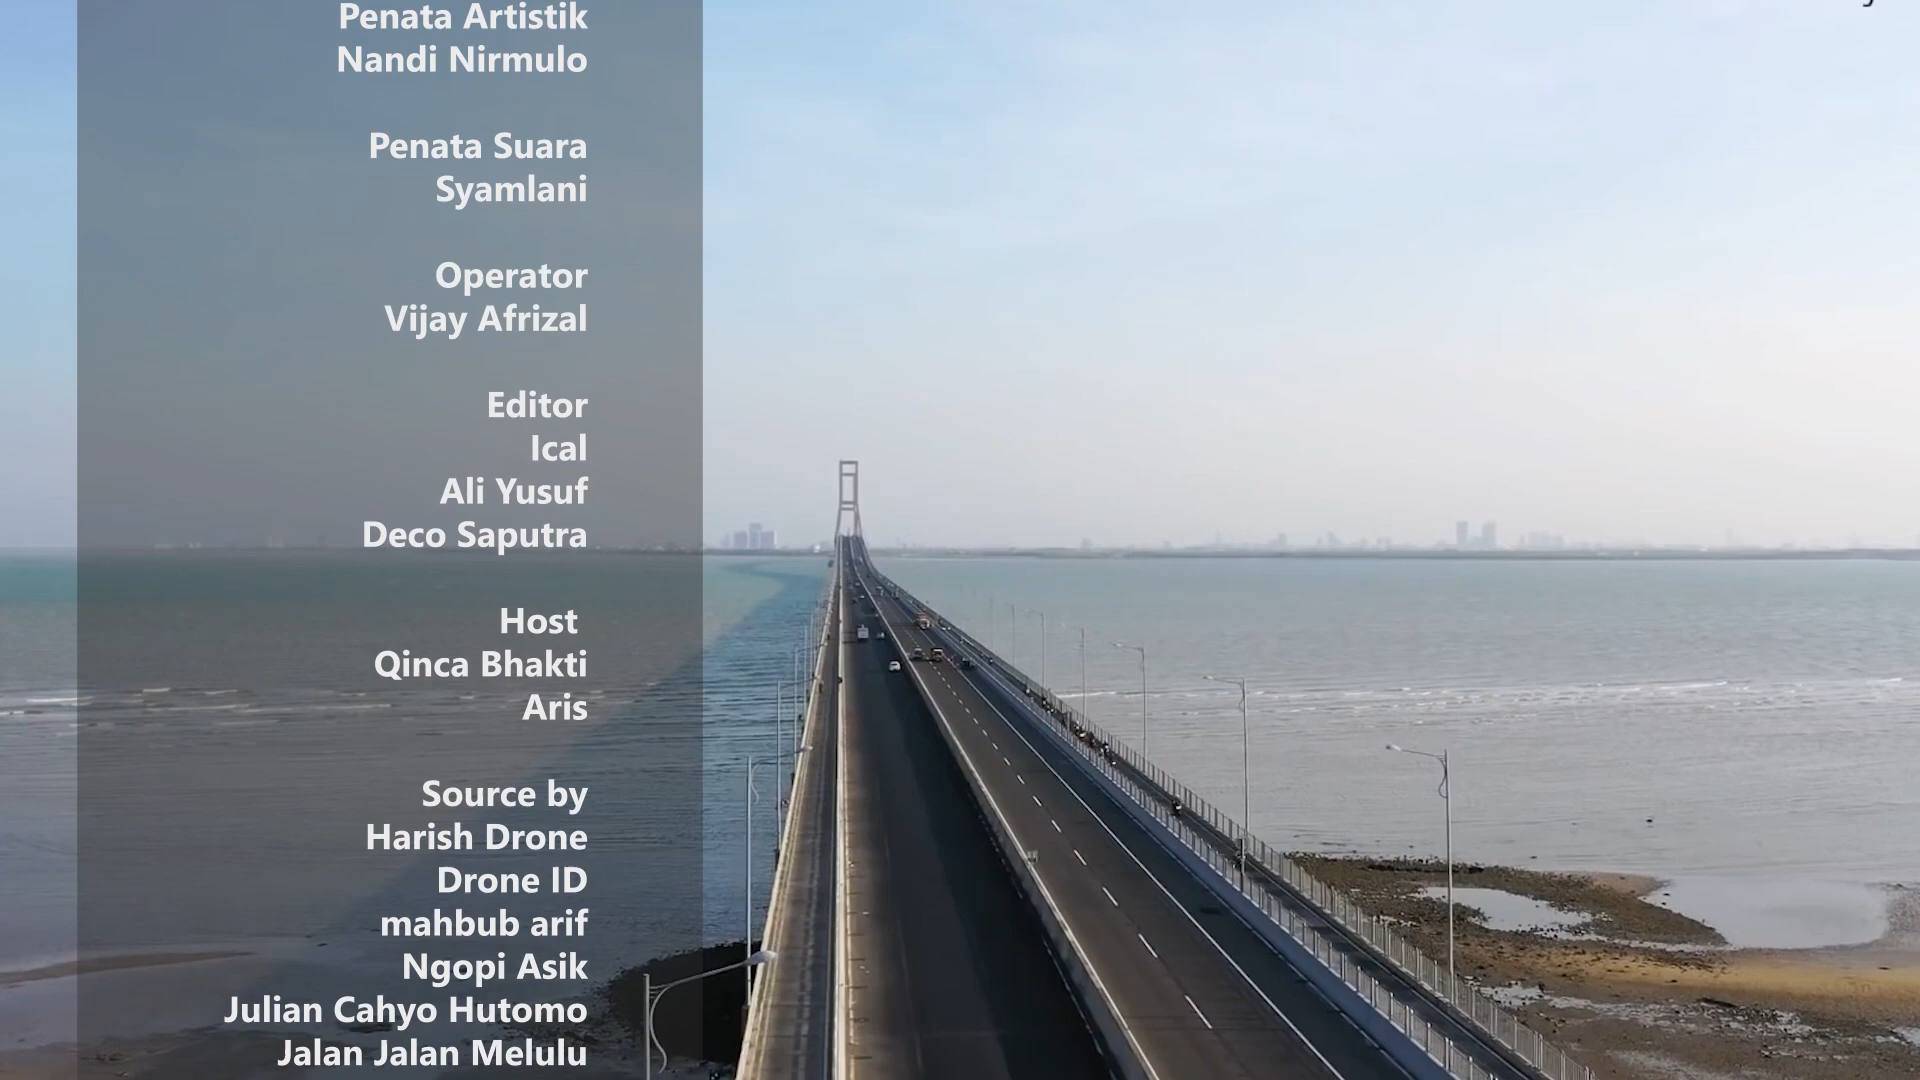 Penata Artistik
Nandi Nirmulo
Penata Suara
Syamlani
Operator
Vijay Afrizal
Editor
Ical
Ali Yusuf
Deco Saputra
Host
Qinca Bhakti
Aris
Source by
Harish Drone
Drone ID
mahbub arif
Ngopi Asik
Julian Cahyo Hutomo
Jalan Jalan Melulu